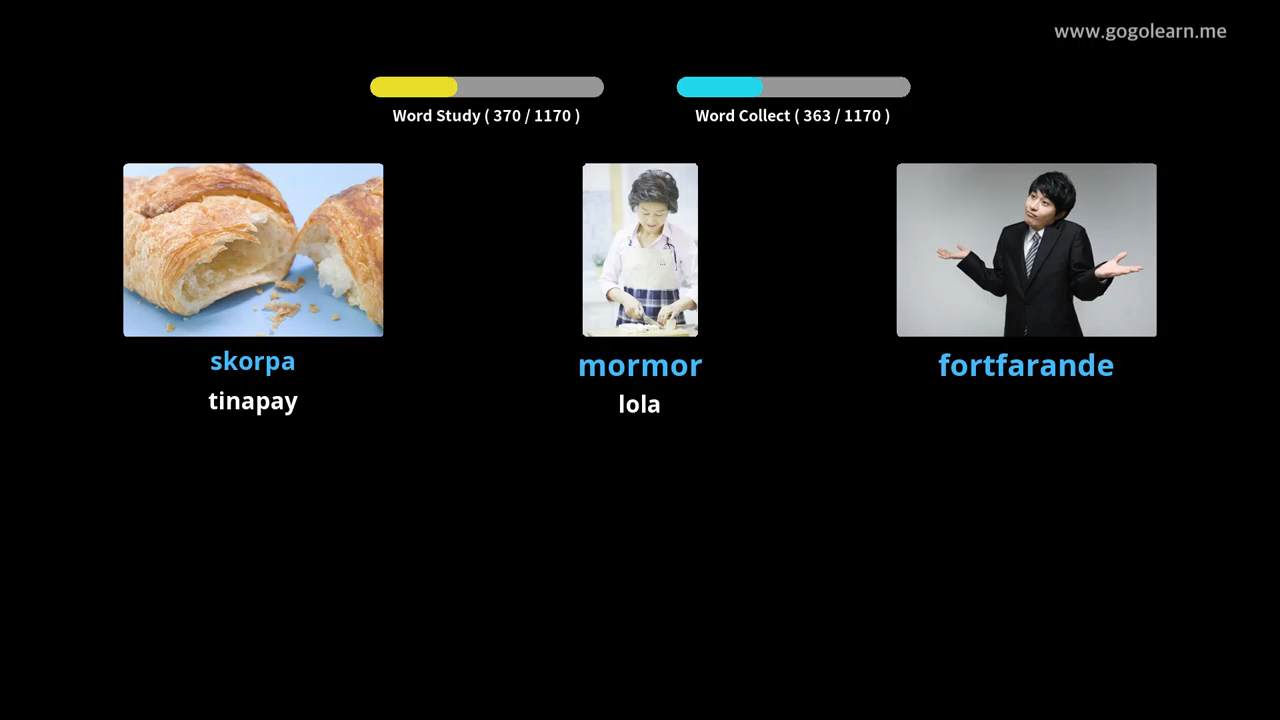 www.gogolearn.me
Word Study ( 370 / 1170 )
Word Collect ( 363 / 1170 )
skorpa
mormor
fortfarande
tinapay
lola